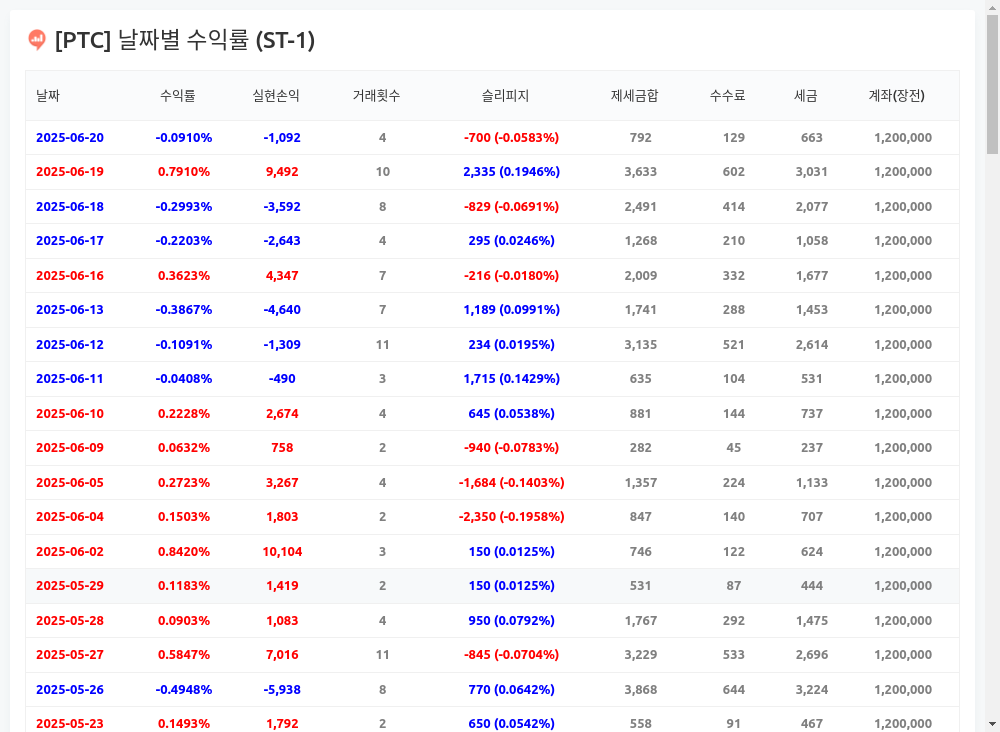 [PTC] 날짜별 수익률 (ST-1)
날짜 수익률 실현손익 거래횟수 슬리피지 제세금합 수수료 세금 계좌(장전)
2025-06-20 -0.0910% -1,092 4 -700 (-0.0583%) 792 129 663 1,200,000
2025-06-19 0.7910% 9,492 10 2,335 (0.1946%) 3,633 602 3,031 1,200,000
2025-06-18 -0.2993% -3,592 8 -829 (-0.0691%) 2,491 414 2,077 1,200,000
2025-06-17 -0.2203% -2,643 4 295 (0.0246%) 1,268 210 1,058 1,200,000
2025-06-16 0.3623% 4,347 7 -216 (-0.0180%) 2,009 332 1,677 1,200,000
2025-06-13 -0.3867% -4,640 7 1,189 (0.0991%) 1,741 288 1,453 1,200,000
2025-06-12 -0.1091% -1,309 11 234 (0.0195%) 3,135 521 2,614 1,200,000
2025-06-11 -0.0408% -490 3 1,715 (0.1429%) 635 104 531 1,200,000
2025-06-10 0.2228% 2,674 4 645 (0.0538%) 881 144 737 1,200,000
2025-06-09 0.0632% 758 2 -940 (-0.0783%) 282 45 237 1,200,000
2025-06-05 0.2723% 3,267 4 -1,684 (-0.1403%) 1,357 224 1,133 1,200,000
2025-06-04 0.1503% 1,803 2 -2,350 (-0.1958%) 847 140 707 1,200,000
2025-06-02 0.8420% 10,104 3 150 (0.0125%) 746 122 624 1,200,000
2025-05-29 0.1183% 1,419 2 150 (0.0125%) 531 87 444 1,200,000
2025-05-28 0.0903% 1,083 4 950 (0.0792%) 1,767 292 1,475 1,200,000
2025-05-27 0.5847% 7,016 11 -845 (-0.0704%) 3,229 533 2,696 1,200,000
2025-05-26 -0.4948% -5,938 8 770 (0.0642%) 3,868 644 3,224 1,200,000
2025-05-23 0.1493% 1,792 2 650 (0.0542%) 558 91 467 1,200,000